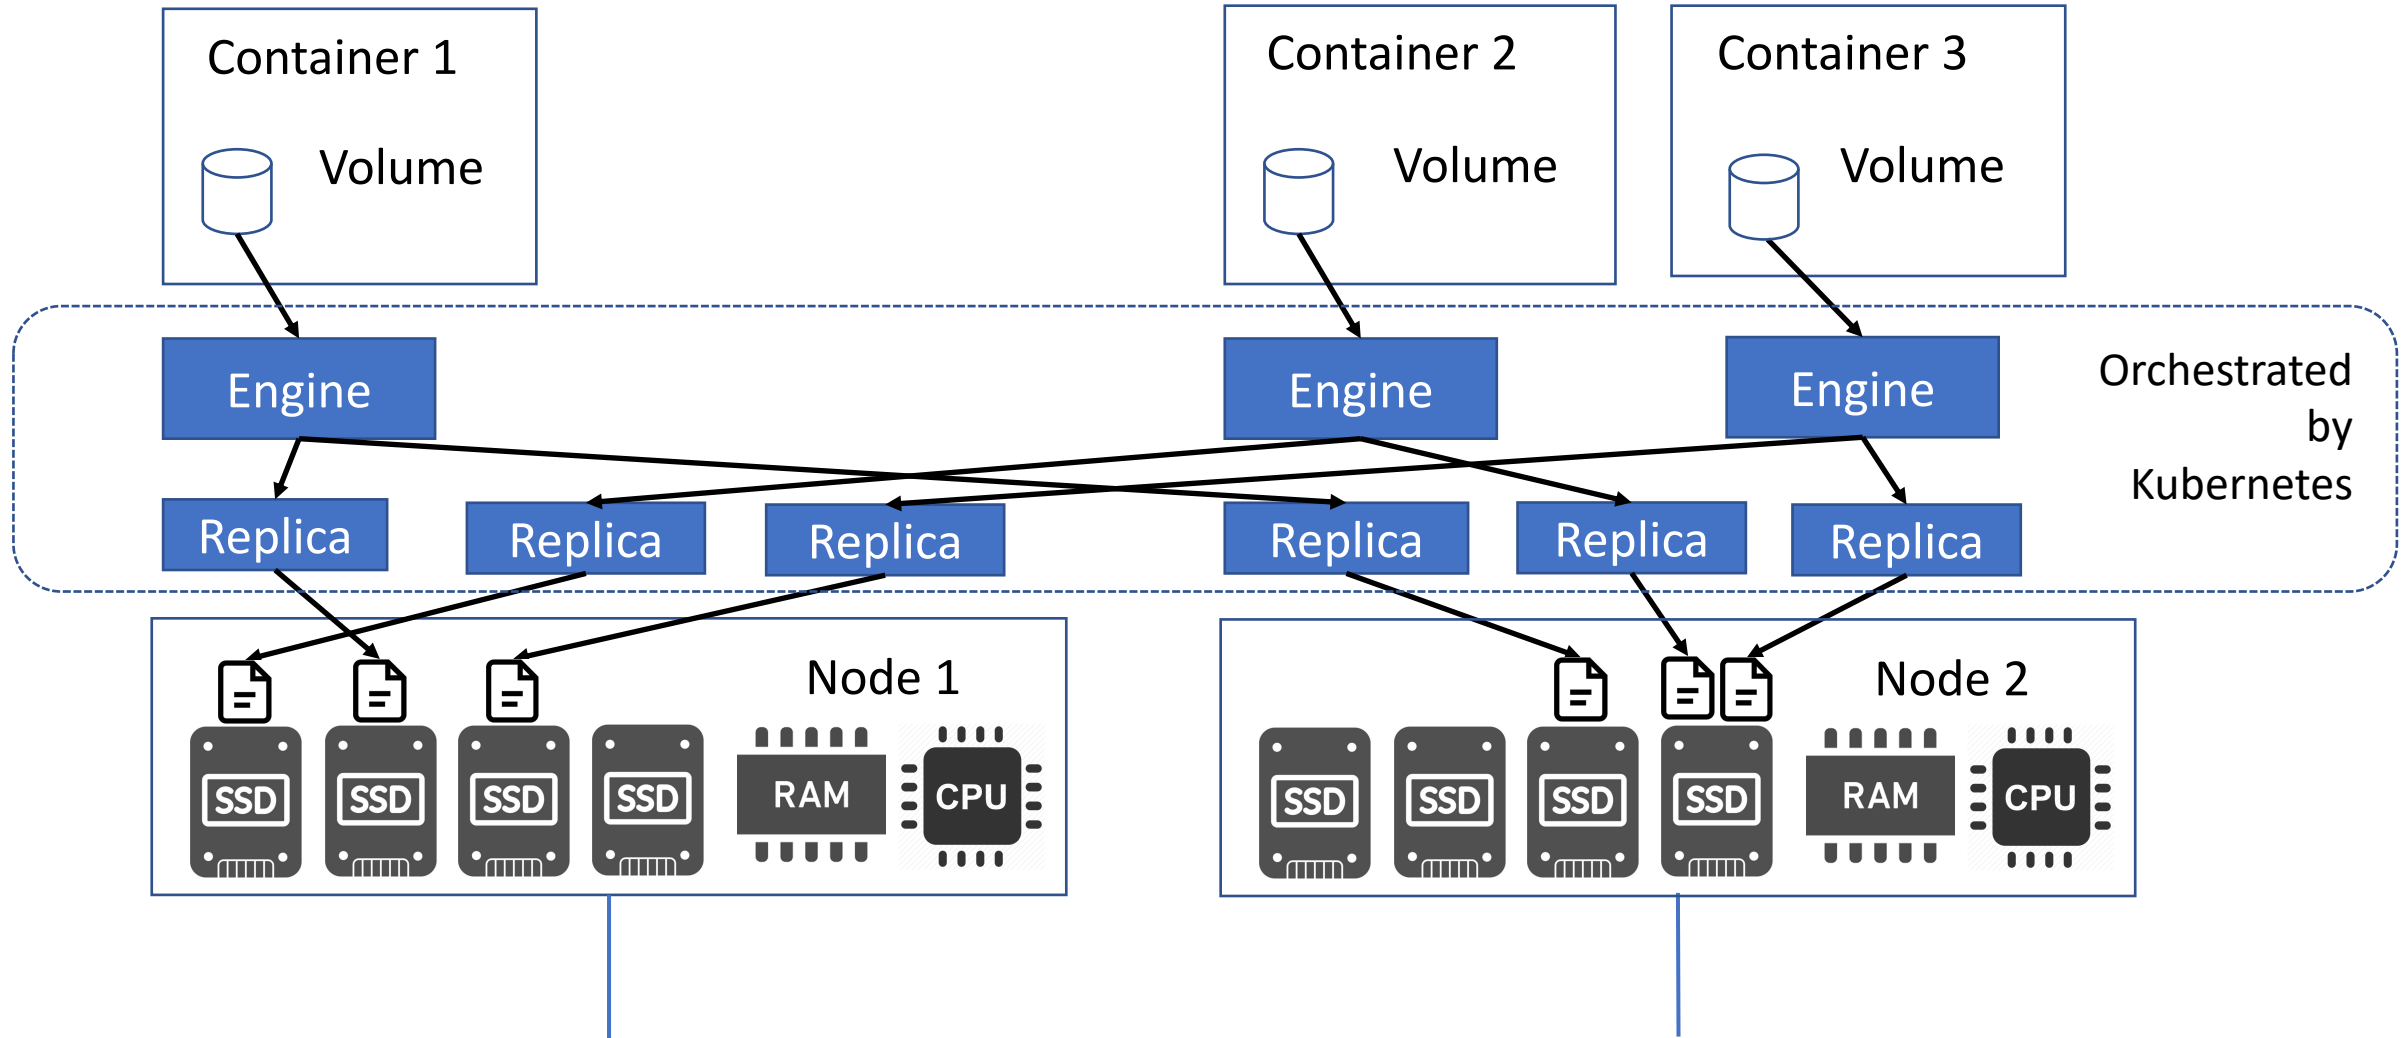 Container 1
Volume
Container 2
Volume
Container 3
Volume
Engine
Engine
Engine
Orchestrated
by
Kubernetes
Replica
Replica
Replica
Replica
Replica
Replica
Node 1
SSD
SSD
SSD
SSD
RAM
CPU
Node 2
SSD
SSD
SSD
SSD
RAM
CPU